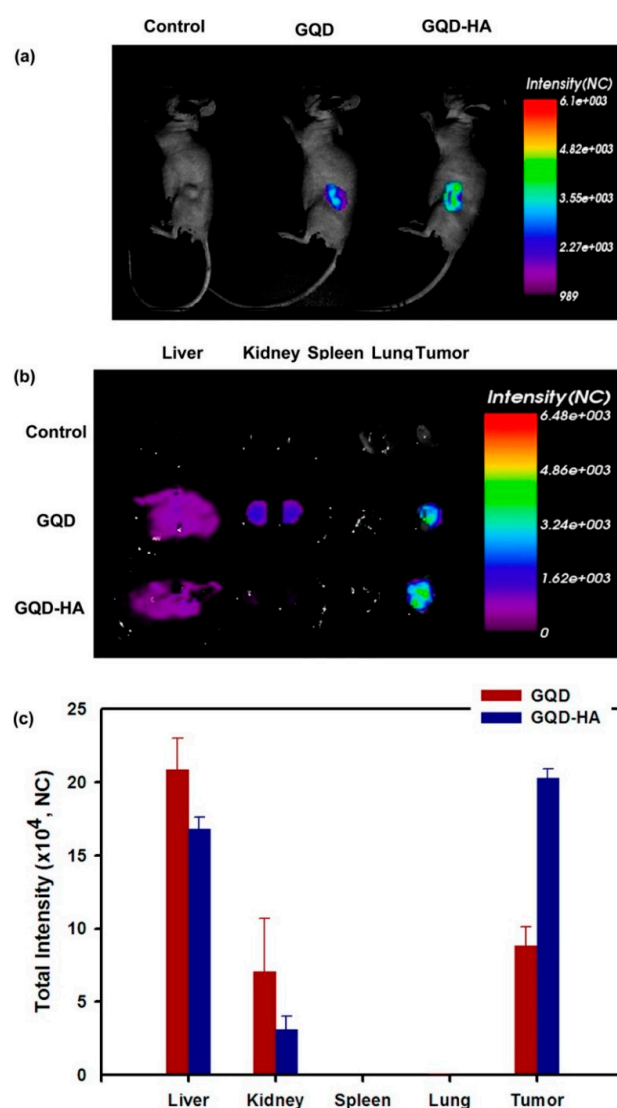 Control GQD GQD-HA
(a)
Intensity(NC)
6.1e+003
4.82e+003
3.55e+003
2.27e+003
989
Liver Kidney Spleen Lung Tumor
(b)
Intensity(NC)
6.48e+003
4.86e+003
3.24e+003
1.62e+003
0
Control
GQD
GQD-HA
(c)
GQD
GQD-HA
Total Intensity (x10⁴, NC)
25
20
15
10
5
0
Liver Kidney Spleen Lung Tumor